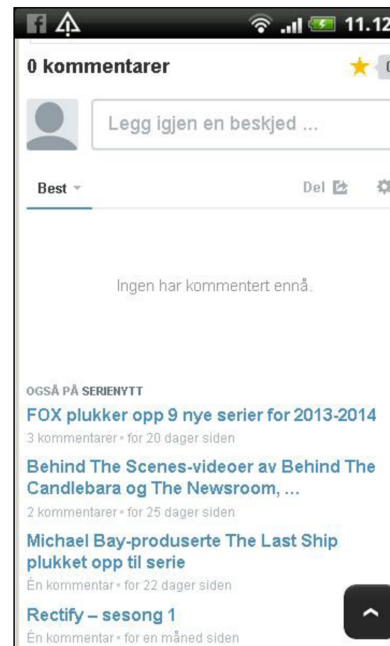 11.12
0 kommentarer
Legg igjen en beskjed ...
Best
Del
Ingen har kommentert ennå.
OGSÅ PÅ SERIENYTT
FOX plukker opp 9 nye serier for 2013-2014
3 kommentarer • for 20 dager siden
Behind The Scenes-videoer av Behind The
Candlebara og The Newsroom, ...
2 kommentarer • for 25 dager siden
Michael Bay-produserte The Last Ship
plukket opp til serie
Én kommentar • for 22 dager siden
Rectify – sesong 1
Én kommentar • for en måned siden